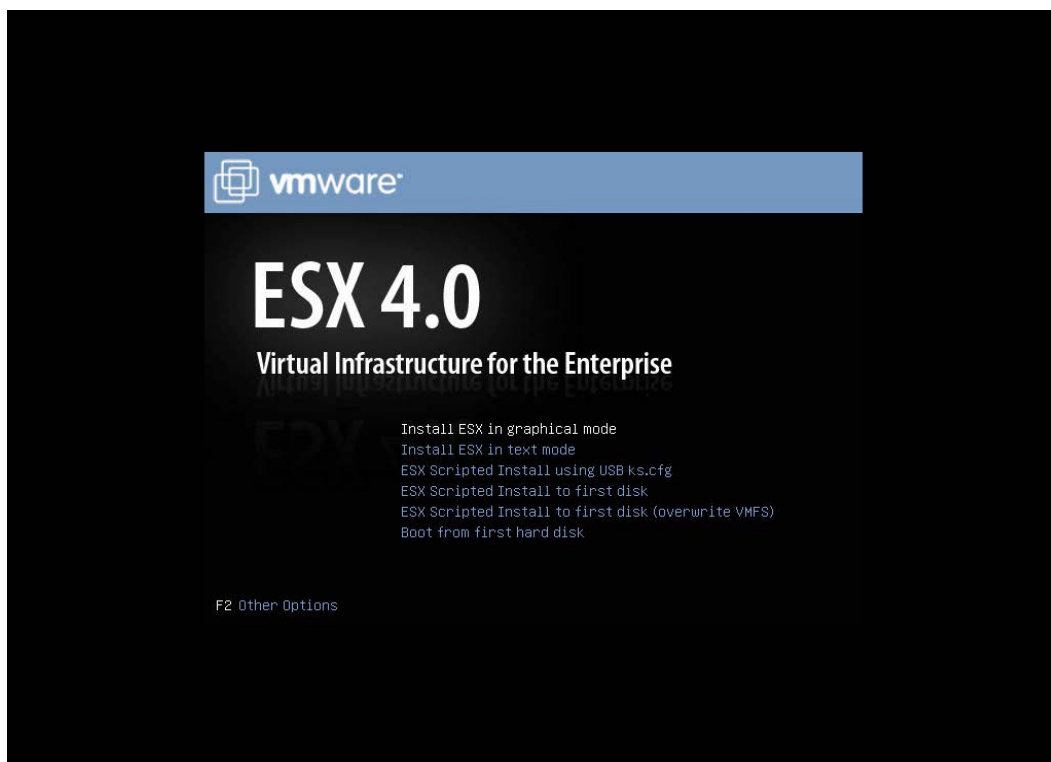 vmware
ESX 4.0
Virtual Infrastructure for the Enterprise
Install ESX in graphical mode
Install ESX in text mode
ESX Scripted Install using USB ks.cfg
ESX Scripted Install to first disk
ESX Scripted Install to first disk (overwrite VMFS)
Boot from first hard disk
F2 Other Options